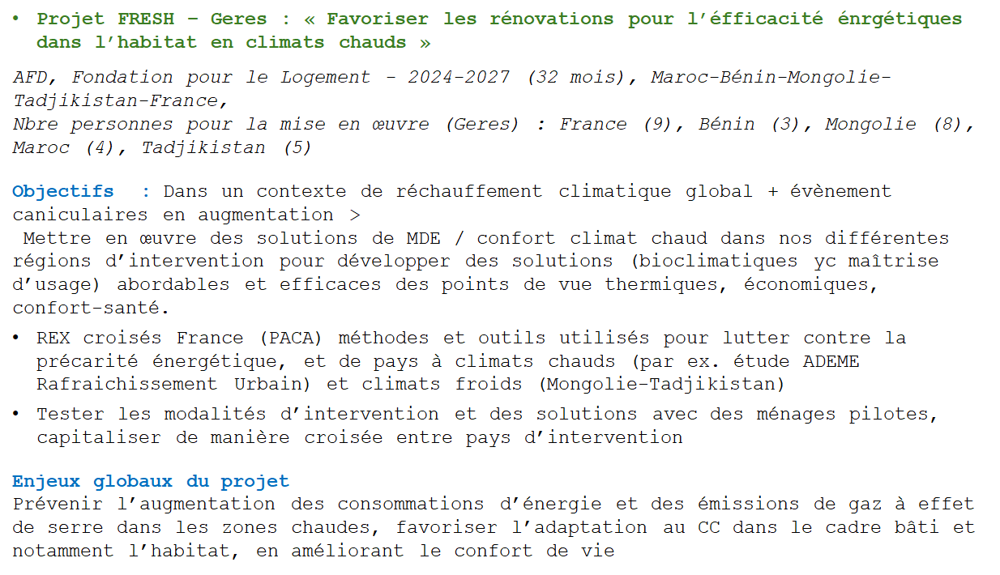 • Projet FRESH – Geres : « Favoriser les rénovations pour l’éfficacité énrgétiques
dans l’habitat en climats chauds »
AFD, Fondation pour le Logement - 2024-2027 (32 mois), Maroc-Bénin-Mongolie-
Tadjikistan-France,
Nbre personnes pour la mise en œuvre (Geres) : France (9), Bénin (3), Mongolie (8),
Maroc (4), Tadjikistan (5)
Objectifs : Dans un contexte de réchauffement climatique global + évènement
caniculaires en augmentation >
Mettre en œuvre des solutions de MDE / confort climat chaud dans nos différentes
régions d’intervention pour développer des solutions (bioclimatiques yc maîtrise
d’usage) abordables et efficaces des points de vue thermiques, économiques,
confort-santé.
• REX croisés France (PACA) méthodes et outils utilisés pour lutter contre la
précarité énergétique, et de pays à climats chauds (par ex. étude ADEME
Rafraichissement Urbain) et climats froids (Mongolie-Tadjikistan)
• Tester les modalités d’intervention et des solutions avec des ménages pilotes,
capitaliser de manière croisée entre pays d’intervention
Enjeux globaux du projet
Prévenir l’augmentation des consommations d’énergie et des émissions de gaz à effet
de serre dans les zones chaudes, favoriser l’adaptation au CC dans le cadre bâti et
notamment l’habitat, en améliorant le confort de vie